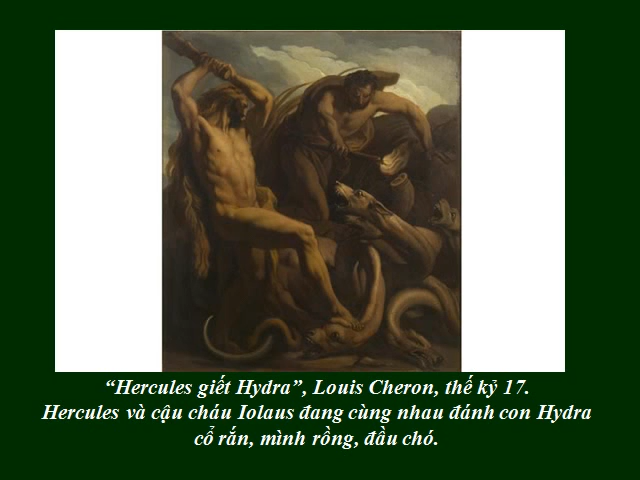 “Hercules giết Hydra”, Louis Cheron, thế kỷ 17.
Hercules và cậu cháu Iolaus đang cùng nhau đánh con Hydra
cổ rắn, mình rồng, đầu chó.